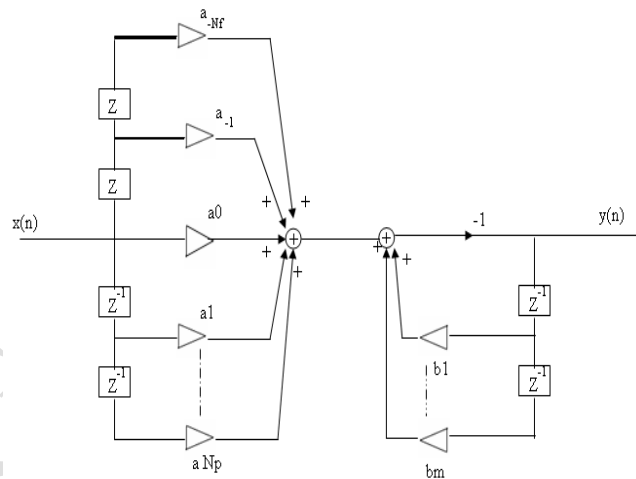 a-Nf
Z
a-1
Z
+ +
x(n) a0 -1 y(n)
+ + + +
+
+ +
Z-1 Z-1
a1 b1
Z-1 Z-1
a Np bm